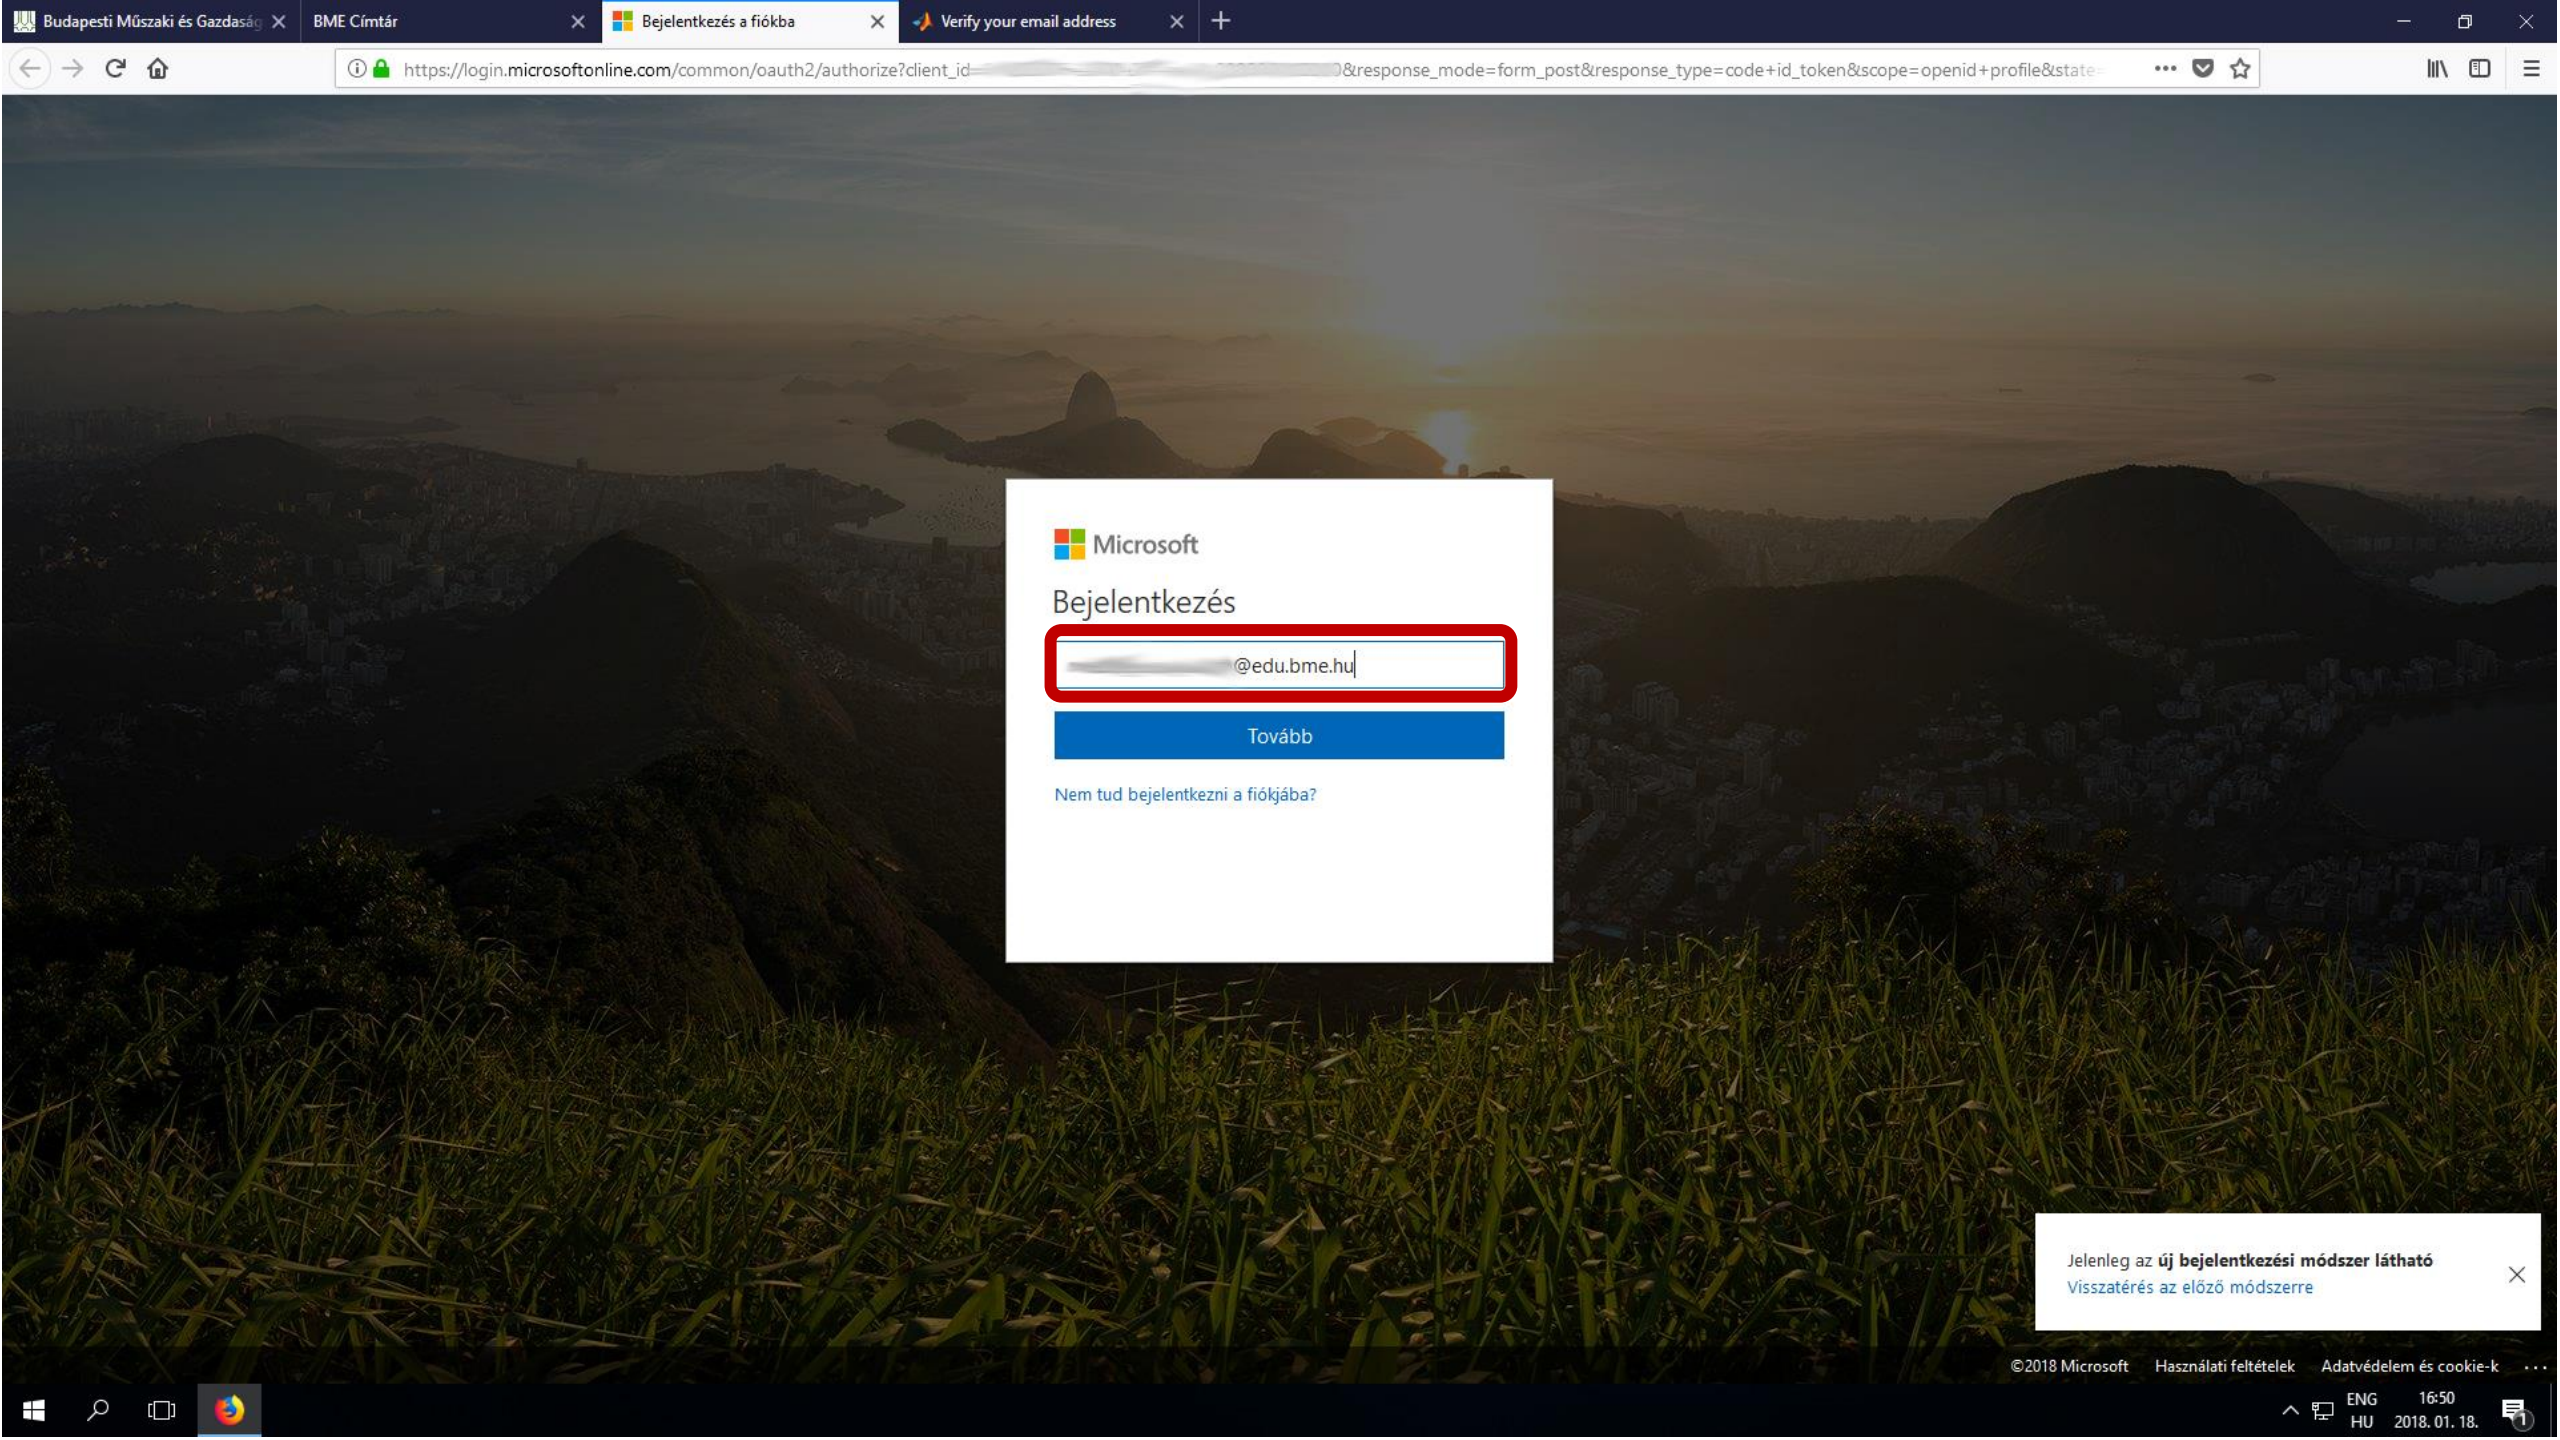 Budapesti Műszaki és Gazdaság
BME Címtár
Bejelentkezés a fiókba
Verify your email address
https://login.microsoftonline.com/common/oauth2/authorize?client_id
0&response_mode=form_post&response_type=code+id_token&scope=openid+profile&state=
Microsoft
Bejelentkezés
@edu.bme.hu
Tovább
Nem tud bejelentkezni a fiókjába?
Jelenleg az új bejelentkezési módszer látható
Visszatérés az előző módszerre
©2018 Microsoft Használati feltételek Adatvédelem és cookie-k ...
ENG 16:50
HU 2018. 01. 18.
1